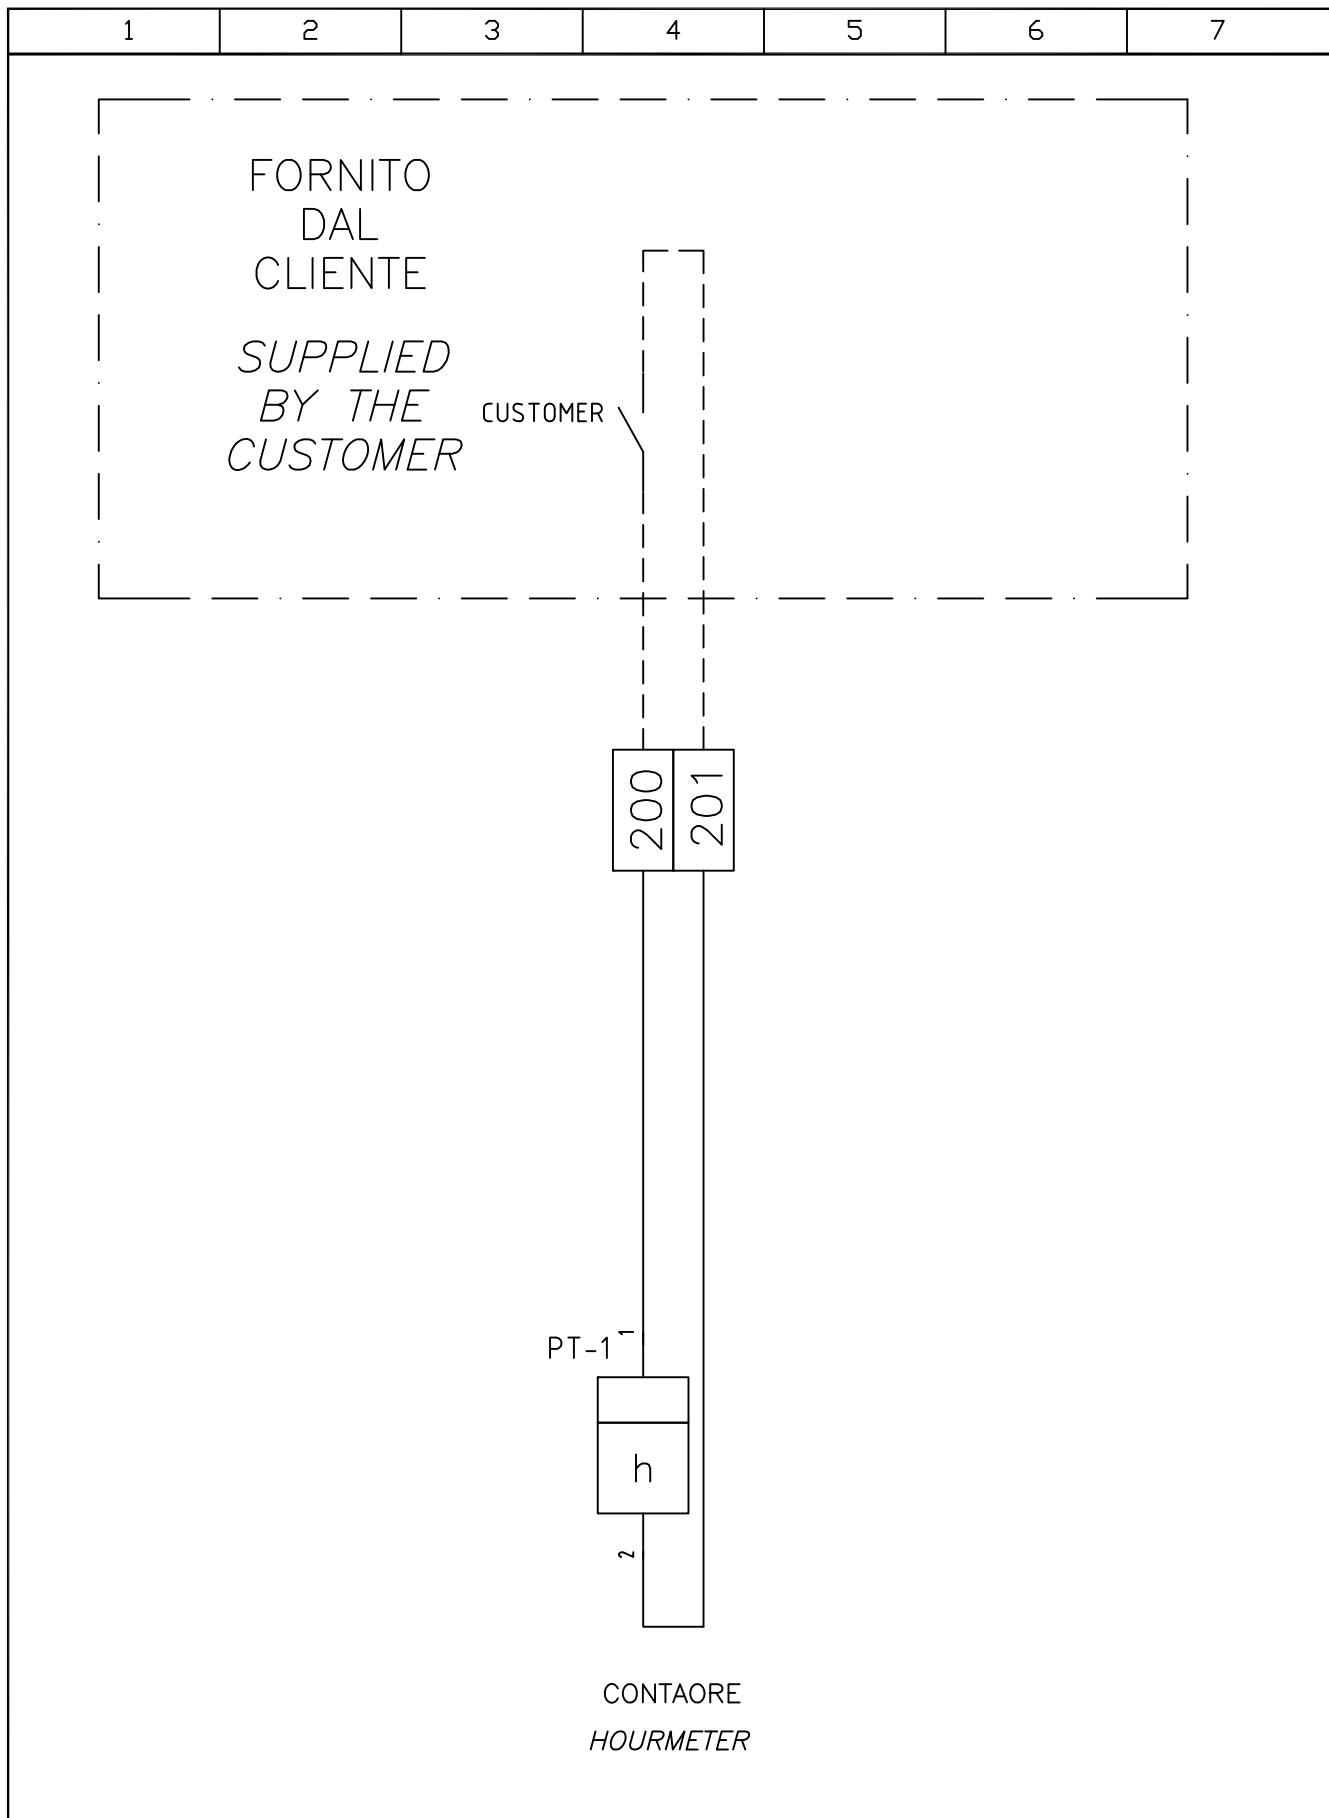 1 2 3 4 5 6 7
FORNITO
DAL
CLIENTE
SUPPLIED
BY THE
CUSTOMER
CUSTOMER
200 201
PT-1
1
h
2
CONTAORE
HOURMETER